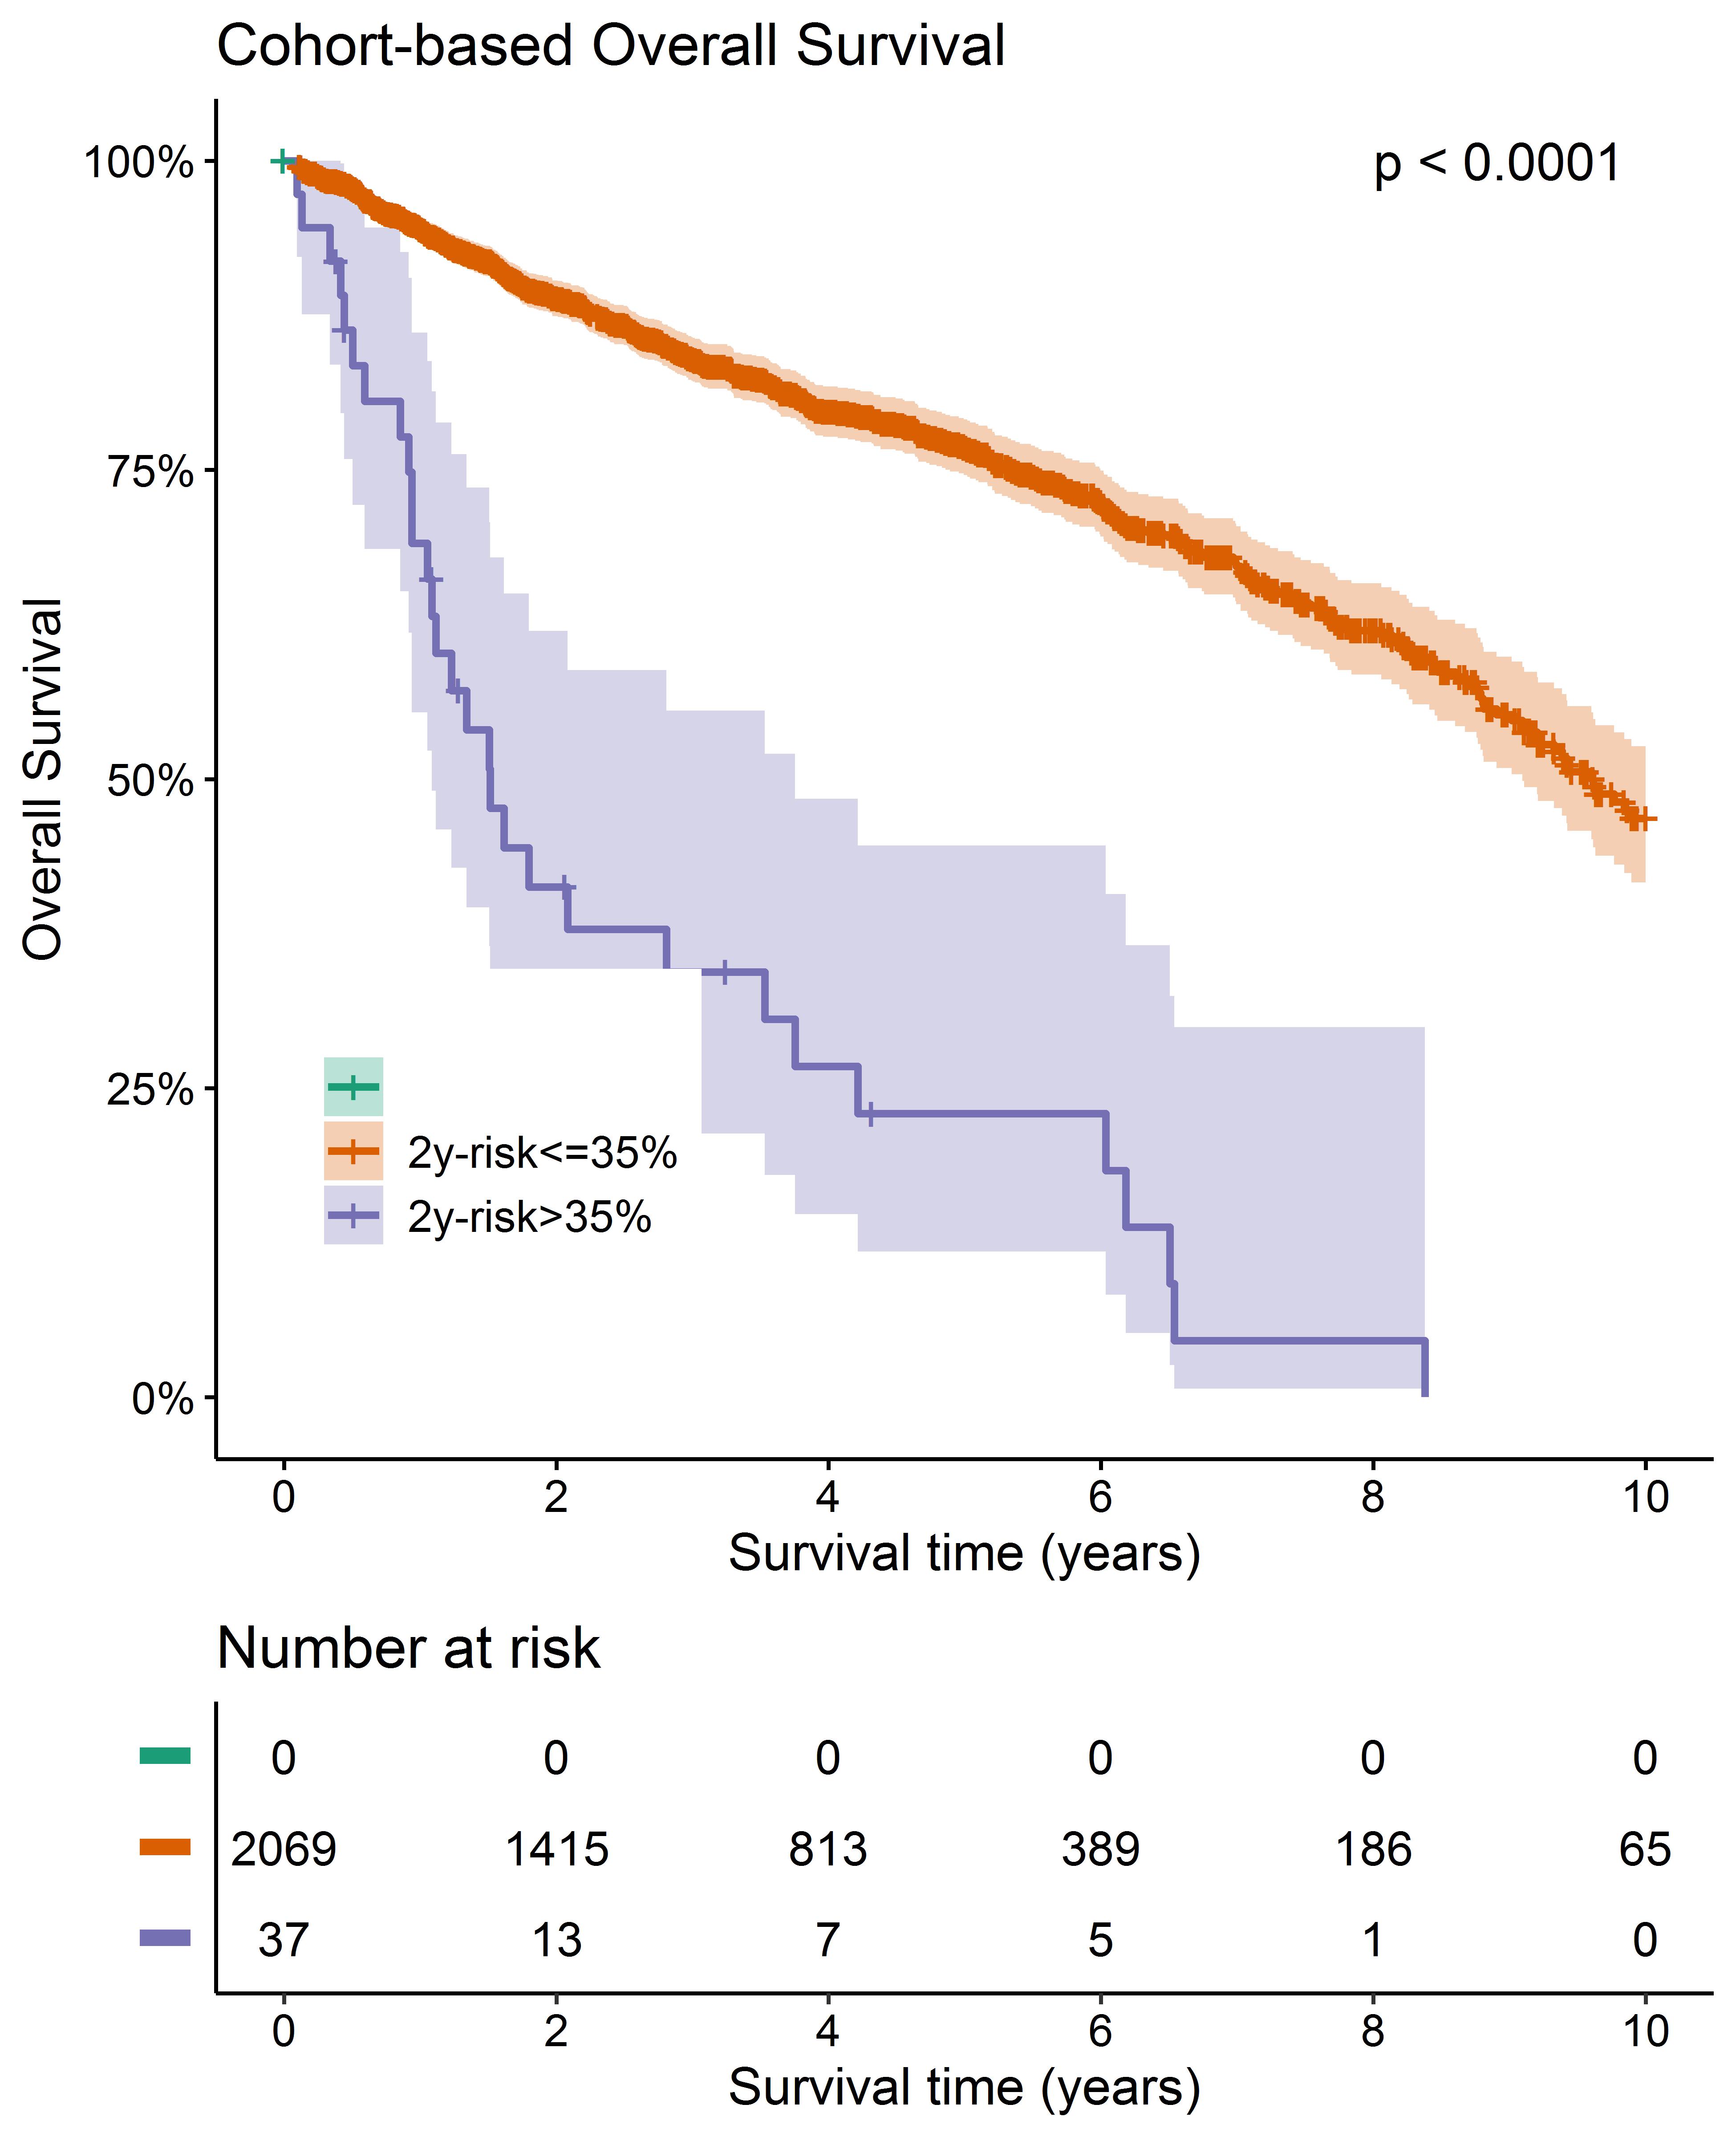 Cohort-based Overall Survival
p < 0.0001
100%
75%
50%
25%
0%
Overall Survival
2y-risk<=35%
2y-risk>35%
0 2 4 6 8 10
Survival time (years)
Number at risk
0 0 0 0 0 0
2069 1415 813 389 186 65
37 13 7 5 1 0
0 2 4 6 8 10
Survival time (years)